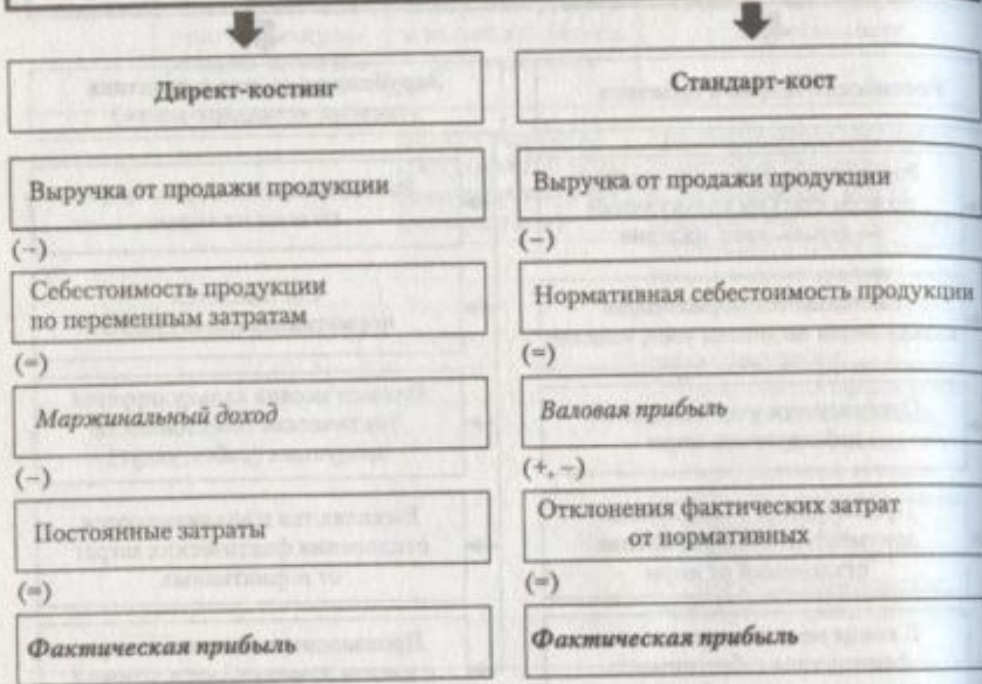 Директ-костинг
Выручка от продажи продукции
(−)
Себестоимость продукции
по переменным затратам
(=)
Маржинальный доход
(−)
Постоянные затраты
(=)
Фактическая прибыль
Стандарт-кост
Выручка от продажи продукции
(−)
Нормативная себестоимость продукции
(=)
Валовая прибыль
(+, −)
Отклонения фактических затрат
от нормативных
(=)
Фактическая прибыль